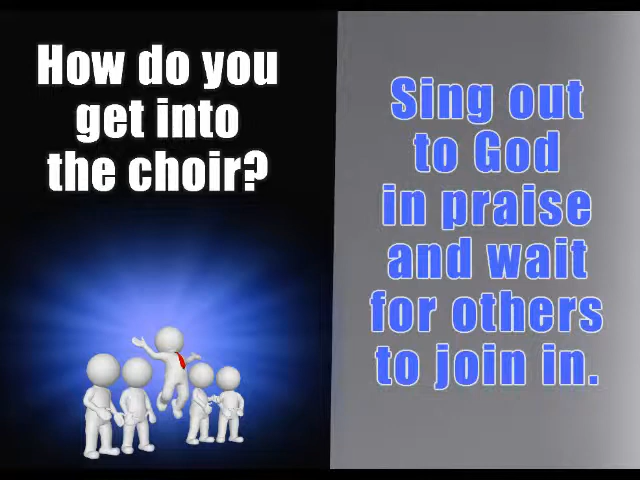 How do you
get into
the choir?
Sing out
to God
in praise
and wait
for others
to join in.